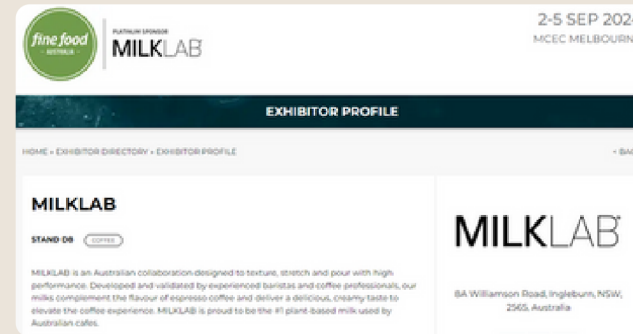 fine food
AUSTRALIA
PLATINUM SPONSOR
MILKLAB
2-5 SEP 202
MCEC MELBOURN
EXHIBITOR PROFILE
HOME » EXHIBITOR DIRECTORY » EXHIBITOR PROFILE
< BAC
MILKLAB
STAND D8 COFFEE
MILKLAB is an Australian collaboration designed to texture, stretch and pour with high
performance. Developed and validated by experienced baristas and coffee professionals, our
milks complement the flavour of espresso coffee and deliver a delicious, creamy taste to
elevate the coffee experience. MILKLAB is proud to be the #1 plant-based milk used by
Australian cafes.
MILKLAB
8A Williamson Road, Ingleburn, NSW,
2565, Australia